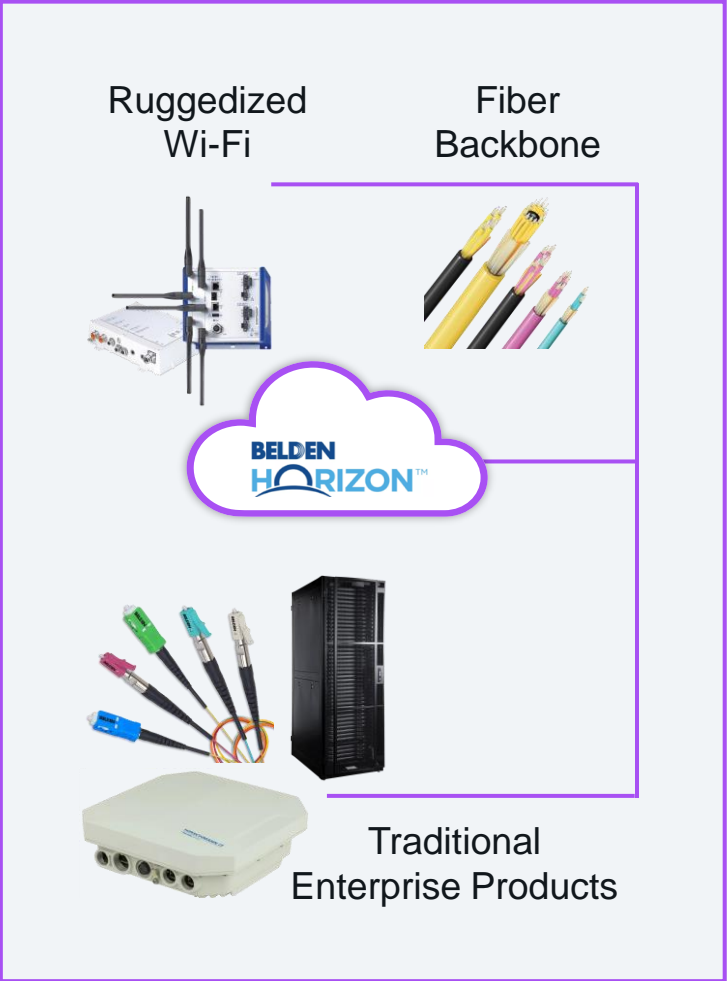 Ruggedized
Wi-Fi
Fiber
Backbone
BELDEN
HORIZON™
Traditional
Enterprise Products